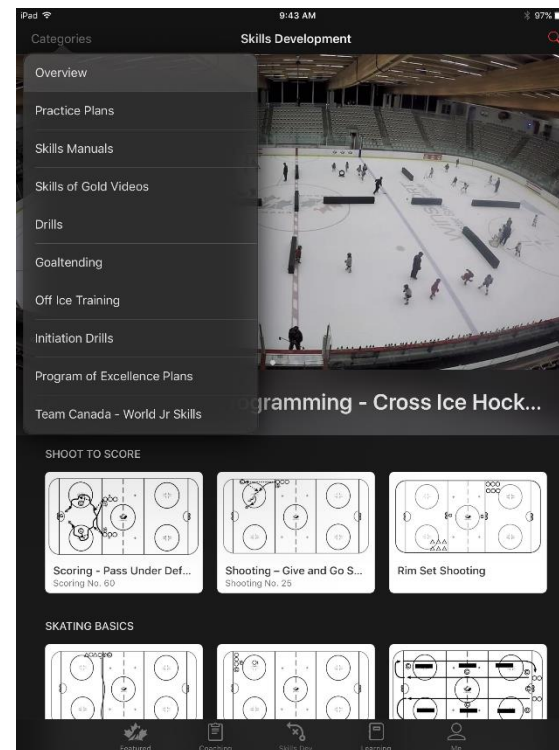 iPad 9:43 AM 97%
Categories Skills Development
Overview
Practice Plans
Skills Manuals
Skills of Gold Videos
Drills
Goaltending
Off Ice Training
Initiation Drills
Program of Excellence Plans
Team Canada - World Jr Skills
ogramming - Cross Ice Hock...
SHOOT TO SCORE
Scoring - Pass Under Def...
Scoring No. 60
Shooting – Give and Go S...
Shooting No. 25
Rim Set Shooting
SKATING BASICS
Featured Coaching Skills Dev Learning Me